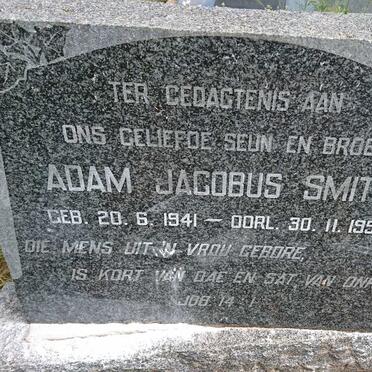 TER GEDAGTENIS AAN
ONS GELIEFDE SEUN EN BROE
ADAM JACOBUS SMIT
GEB. 20. 6. 1941 — OORL. 30. 11. 199
DIE MENS UIT 'N VROU GEBORE,
IS KORT VAN DAE EN SAT VAN ONR
JOB 14 : 1